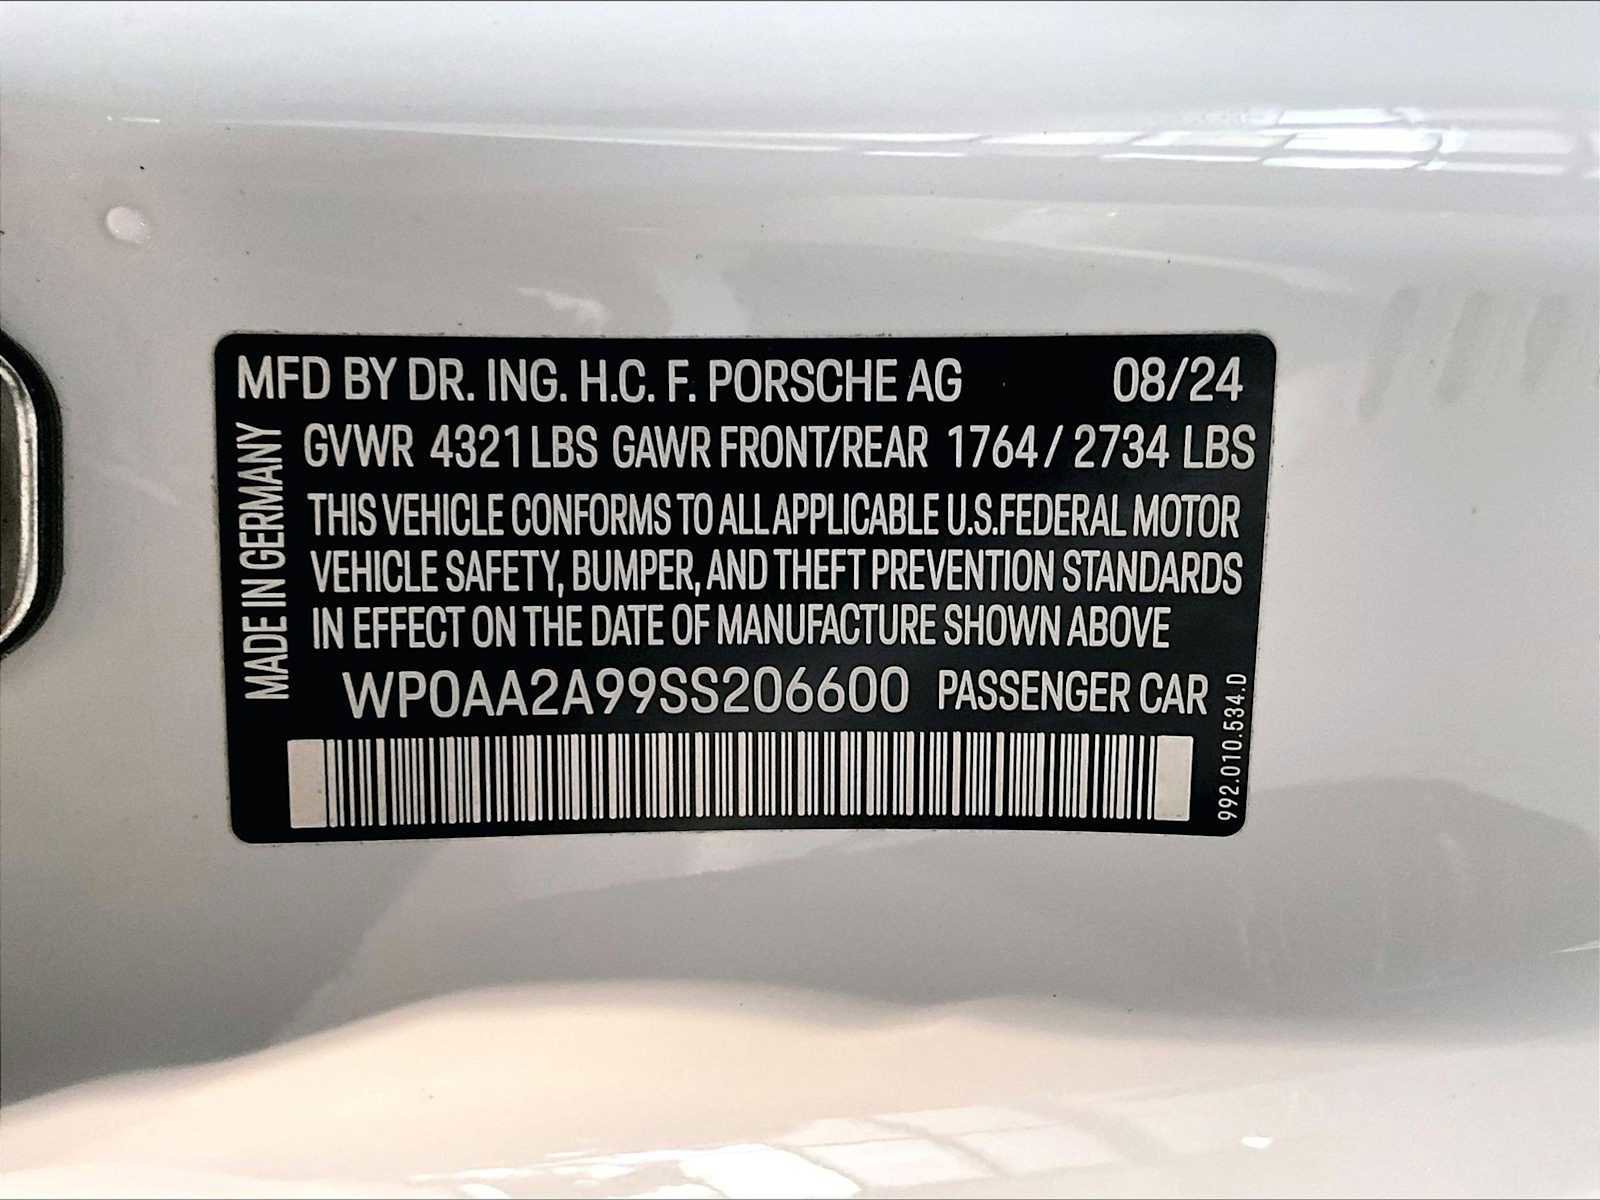 MFD BY DR. ING. H.C. F. PORSCHE AG 08/24
MADE IN GERMANY
GVWR 4321 LBS GAWR FRONT/REAR 1764 / 2734 LBS
THIS VEHICLE CONFORMS TO ALL APPLICABLE U.S. FEDERAL MOTOR
VEHICLE SAFETY, BUMPER, AND THEFT PREVENTION STANDARDS
IN EFFECT ON THE DATE OF MANUFACTURE SHOWN ABOVE
WP0AA2A99SS206600 PASSENGER CAR
992.010.534.D